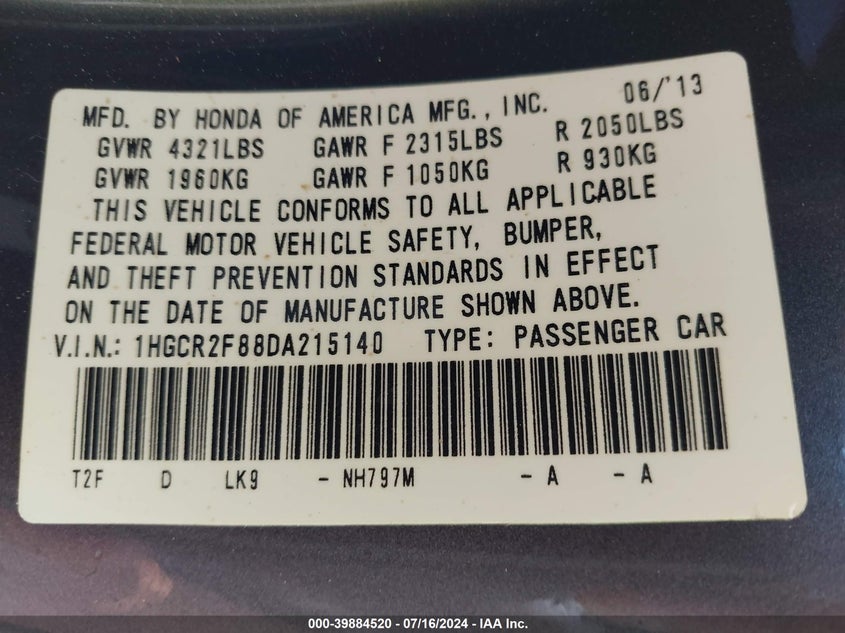 MFD. BY HONDA OF AMERICA MFG., INC. 06/'13
GVWR 4321LBS GAWR F 2315LBS R 2050LBS
GVWR 1960KG GAWR F 1050KG R 930KG
THIS VEHICLE CONFORMS TO ALL APPLICABLE
FEDERAL MOTOR VEHICLE SAFETY, BUMPER,
AND THEFT PREVENTION STANDARDS IN EFFECT
ON THE DATE OF MANUFACTURE SHOWN ABOVE.
V.I.N.: 1HGCR2F88DA215140 TYPE: PASSENGER CAR
T2F D LK9 - NH797M - A - A
000-39884520 - 07/16/2024 - IAA Inc.